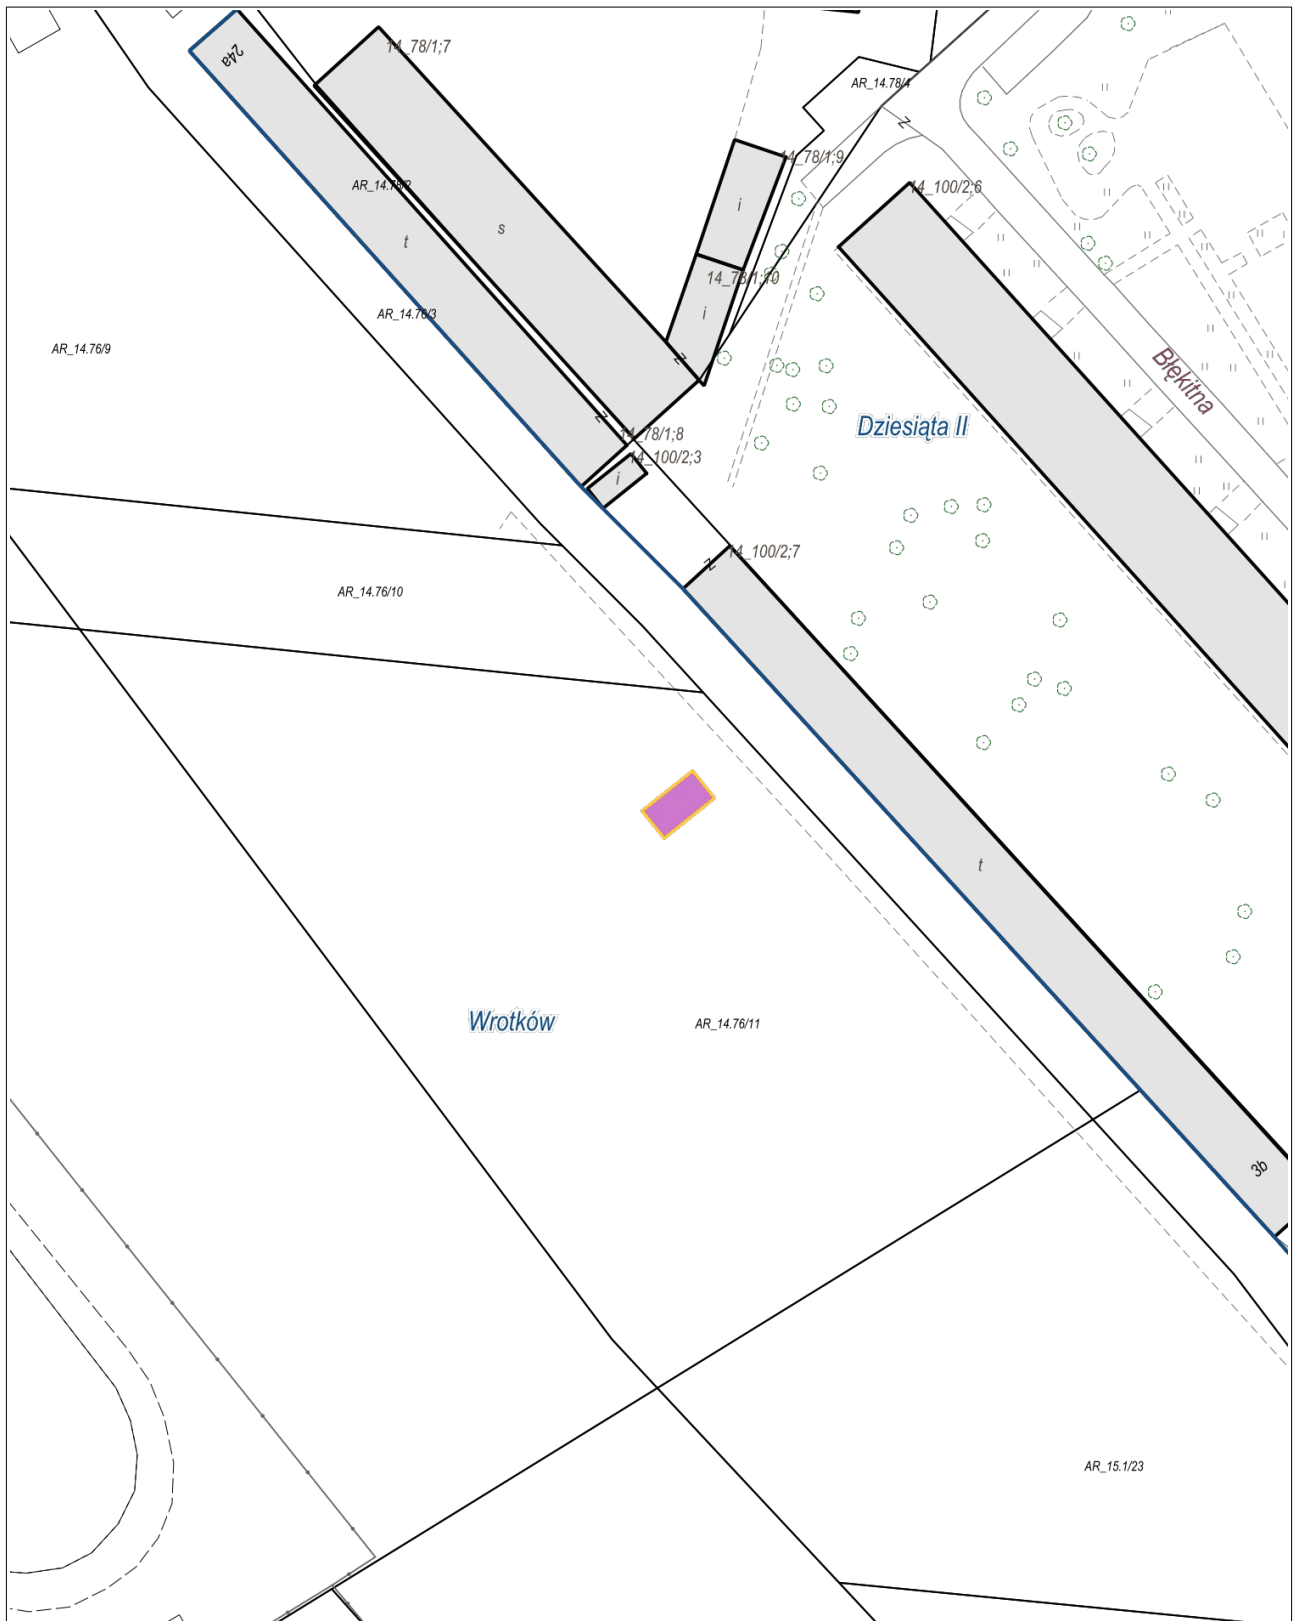 24a
14_78/1;7
AR_14.78/4
14_78/1;9
14_100/2;6
AR_14.78/2
s
i
t
14_78/1;10
AR_14.76/3
i
AR_14.76/9
Błękitna
Dziesiąta II
14_78/1;8
14_100/2;3
i
14_100/2;7
AR_14.76/10
t
Wrotków
AR_14.76/11
3b
AR_15.1/23